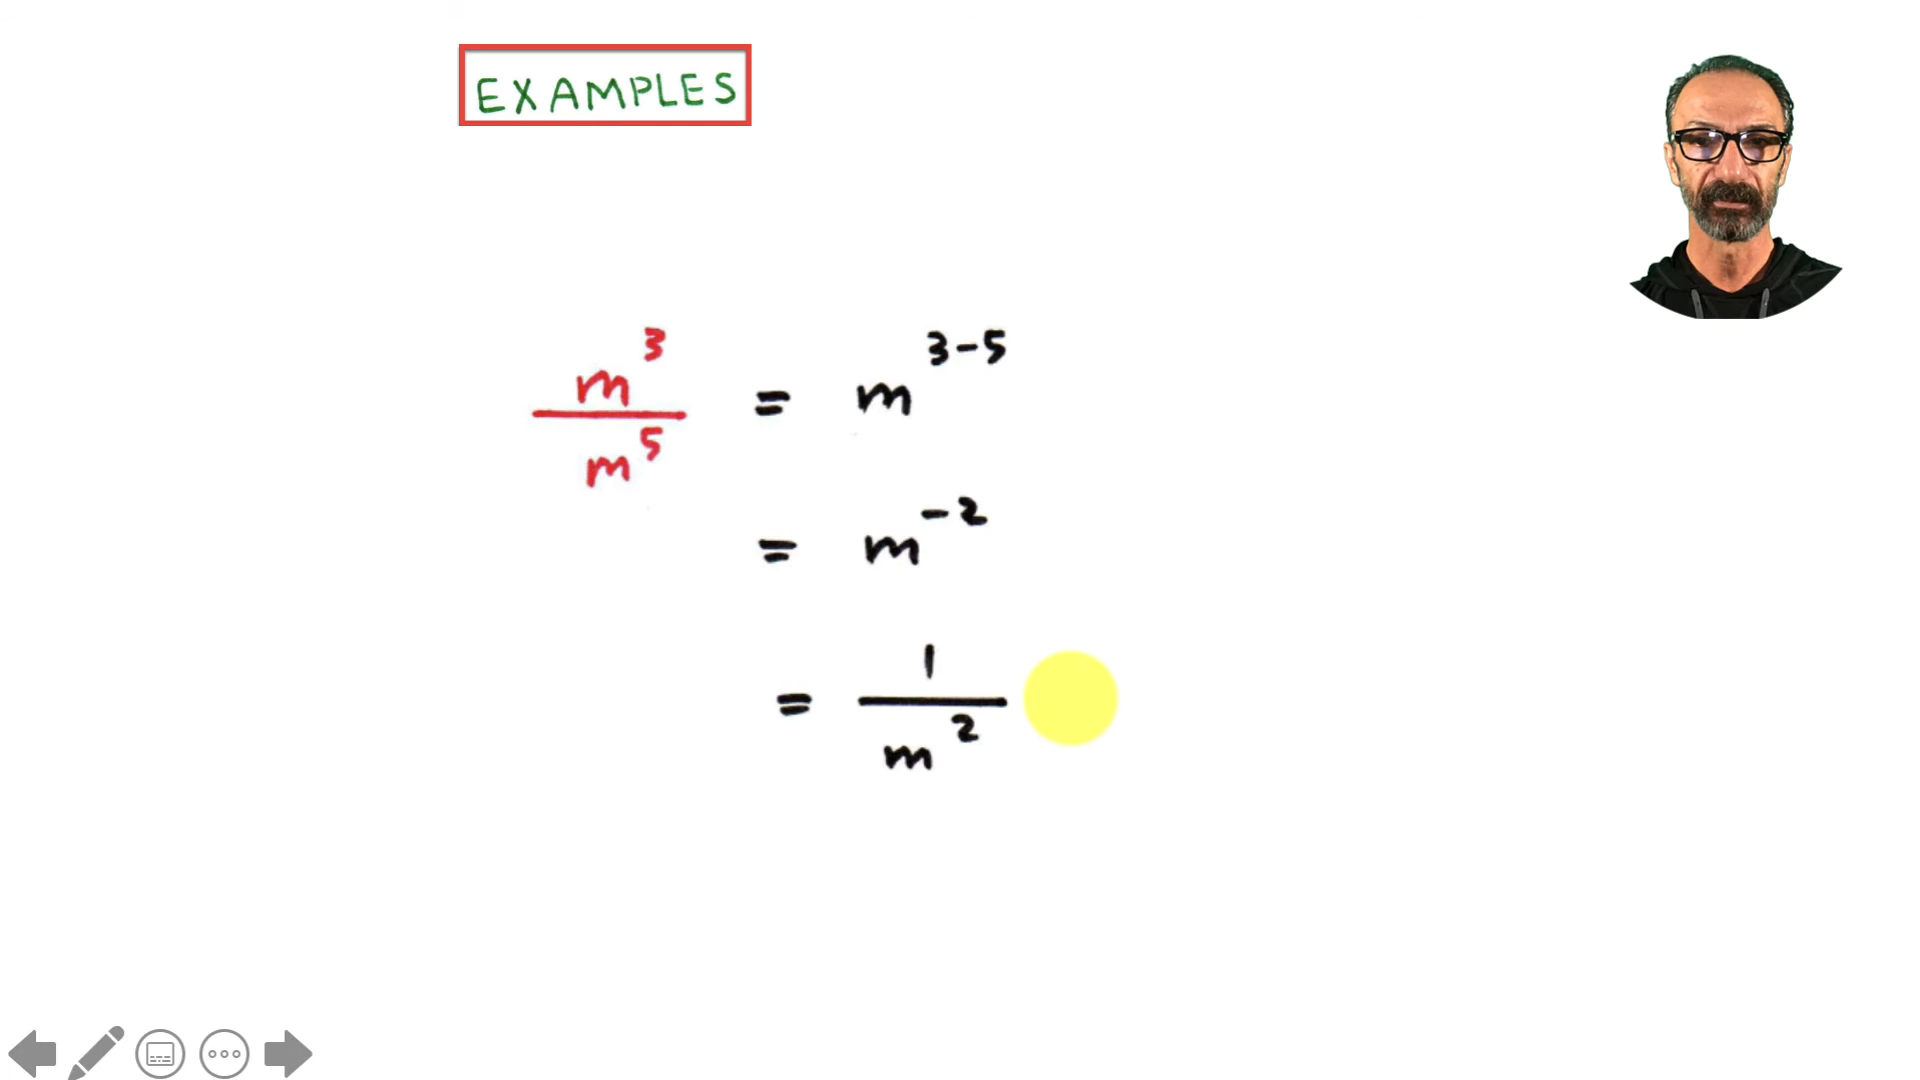 EXAMPLES
m^3 / m^5 = m^{3-5}
= m^{-2}
= 1 / m^2